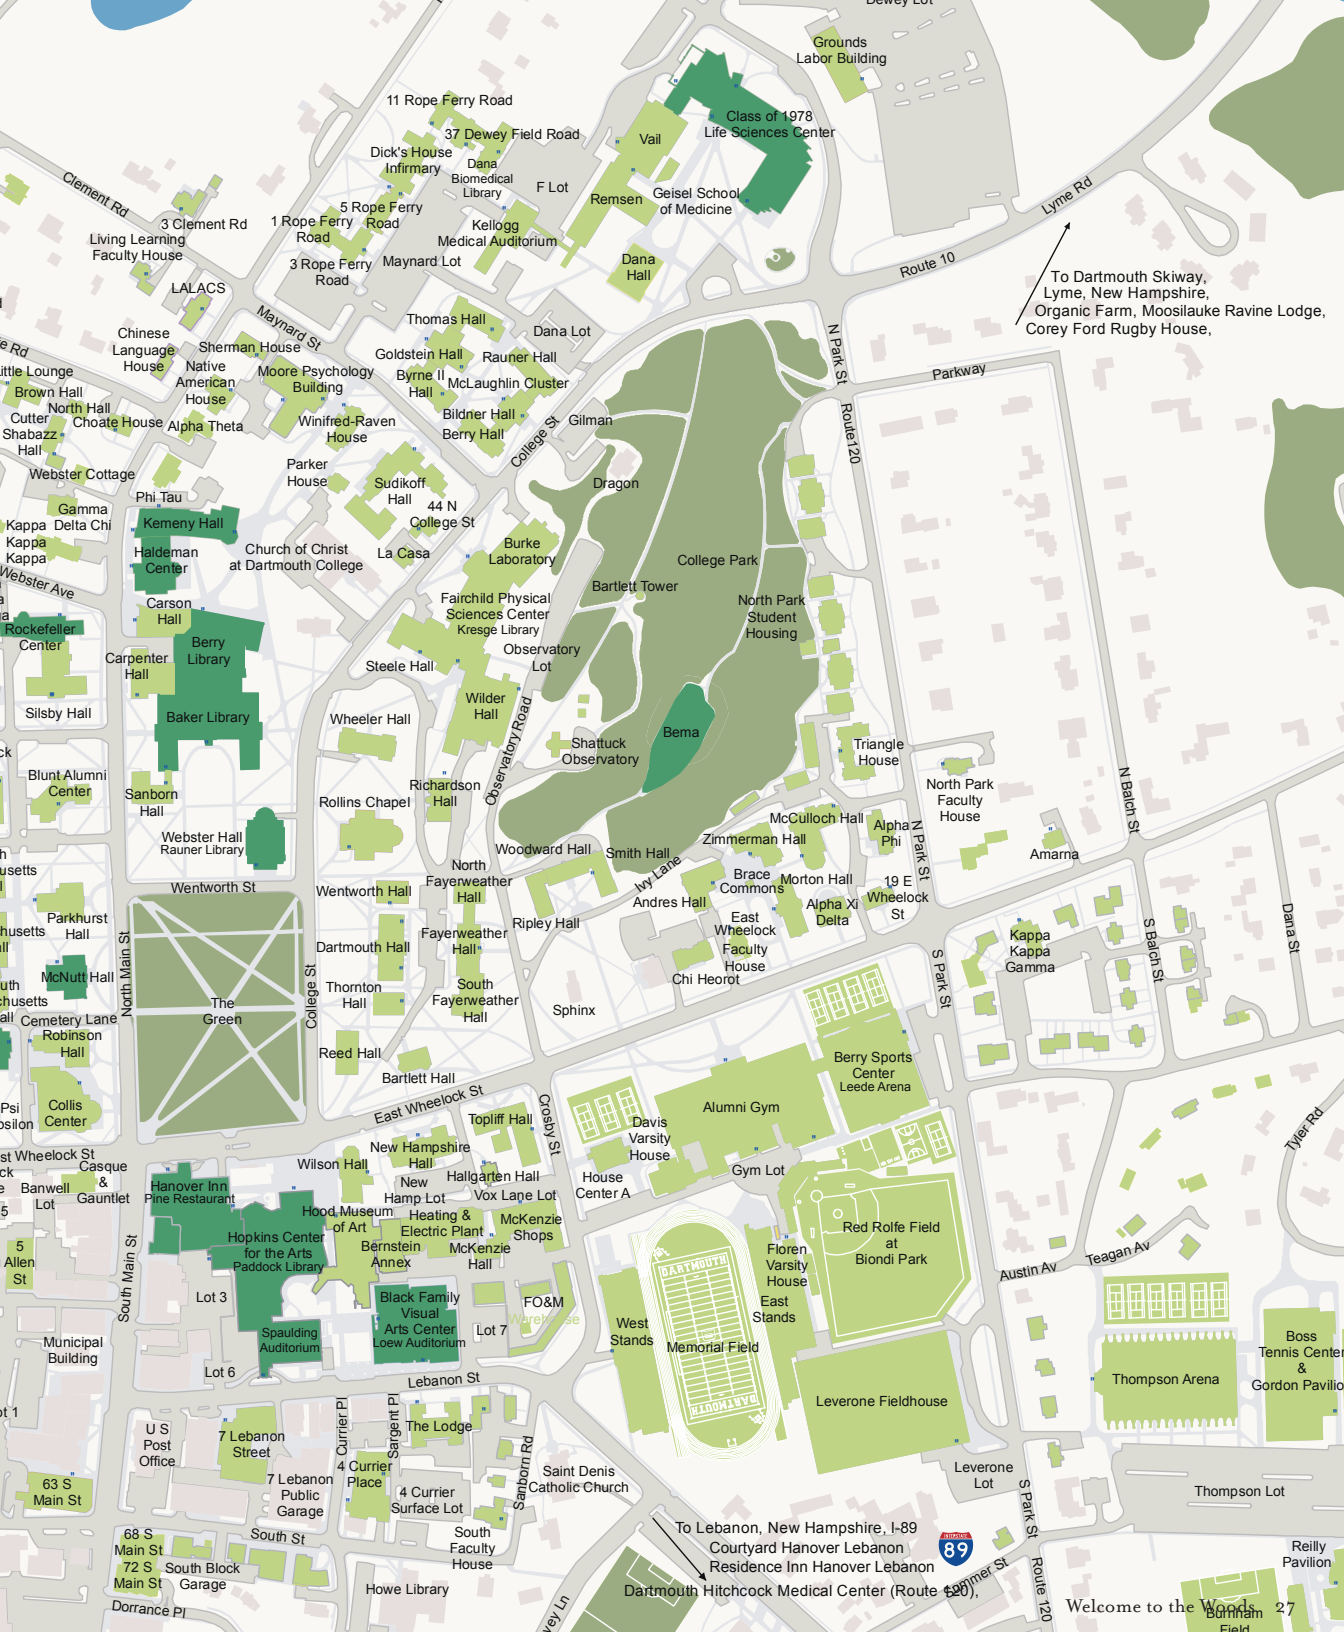 Dewey Lot
Grounds
Labor Building
11 Rope Ferry Road
37 Dewey Field Road
Class of 1978
Life Sciences Center
Vail
Dick's House
Infirmary
Dana
Biomedical
Library
F Lot
Remsen
Geisel School
of Medicine
Clement Rd
3 Clement Rd
Living Learning
Faculty House
5 Rope Ferry
Road
1 Rope Ferry
Road
Kellogg
Medical Auditorium
3 Rope Ferry
Road
Maynard Lot
Dana
Hall
Lyme Rd
Route 10
To Dartmouth Skiway,
Lyme, New Hampshire,
Organic Farm, Moosilauke Ravine Lodge,
Corey Ford Rugby House,
LALACS
Maynard St
Thomas Hall
Dana Lot
Chinese
Language
House
Sherman House
Goldstein Hall
Rauner Hall
N Park St
Parkway
Route120
Native
American
House
Moore Psychology
Building
Byrne II
Hall
McLaughlin Cluster
Bildner Hall
Berry Hall
College St
Gilman
Little Lounge
Brown Hall
North Hall
Choate House
Cutter
Shabazz
Hall
Alpha Theta
Winifred-Raven
House
Webster Cottage
Parker
House
Sudikoff
Hall
Dragon
Phi Tau
Gamma
Delta Chi
Kappa
Kappa
Kappa
Kemeny Hall
44 N
College St
Haldeman
Center
Church of Christ
at Dartmouth College
La Casa
Burke
Laboratory
College Park
Bartlett Tower
Webster Ave
Carson
Hall
Fairchild Physical
Sciences Center
Kresge Library
North Park
Student
Housing
Rockefeller
Center
Berry
Library
Carpenter
Hall
Steele Hall
Observatory
Lot
Silsby Hall
Baker Library
Wheeler Hall
Wilder
Hall
Observatory Road
Bema
Shattuck
Observatory
Triangle
House
Blunt Alumni
Center
Sanborn
Hall
Richardson
Hall
Rollins Chapel
North Park
Faculty
House
N Balch St
McCulloch Hall
Alpha
Phi
N Park St
Webster Hall
Rauner Library
Zimmerman Hall
Woodward Hall
Smith Hall
Ivy Lane
Amarna
Wentworth St
Wentworth Hall
North
Fayerweather
Hall
Brace
Commons
Morton Hall
19 E
Wheelock
St
Andres Hall
Alpha Xi
Delta
Parkhurst
Hall
Ripley Hall
East
Wheelock
Faculty
House
Dartmouth Hall
Fayerweather
Hall
Kappa
Kappa
Gamma
S Balch St
Dana St
North Main St
McNutt Hall
Chi Heorot
S Park St
Thornton
Hall
South
Fayerweather
Hall
The
Green
College St
Sphinx
Cemetery Lane
Robinson
Hall
Reed Hall
Bartlett Hall
Berry Sports
Center
Leede Arena
Collis
Center
East Wheelock St
Crosby St
Alumni Gym
Tyler Rd
Topliff Hall
Davis
Varsity
House
Casque
&
Gauntlet
Wilson Hall
New Hampshire
Hall
Hallgarten Hall
House
Center A
Gym Lot
Banwell
Lot
Hanover Inn
Pine Restaurant
New
Hamp Lot
Vox Lane Lot
Hood Museum
of Art
Heating &
Electric Plant
McKenzie
Shops
McKenzie
Hall
Hopkins Center
for the Arts
Paddock Library
Bernstein
Annex
Floren
Varsity
House
Red Rolfe Field
at
Biondi Park
5
Allen
St
South Main St
Austin Av
Teagan Av
Lot 3
Black Family
Visual
Arts Center
Loew Auditorium
FO&M
Warehouse
Lot 7
West
Stands
East
Stands
DARTMOUTH
Memorial Field
DARTMOUTH
Spaulding
Auditorium
Municipal
Building
Lot 6
Lebanon St
Boss
Tennis Center
&
Gordon Pavilio
Thompson Arena
Leverone Fieldhouse
U S
Post
Office
7 Lebanon
Street
Currier Pl
Sargent Pl
The Lodge
Sanborn Rd
Saint Denis
Catholic Church
Leverone
Lot
63 S
Main St
7 Lebanon
Public
Garage
4 Currier
Place
4 Currier
Surface Lot
Thompson Lot
S Park St
68 S
Main St
72 S
Main St
South St
South Block
Garage
South
Faculty
House
To Lebanon, New Hampshire, I-89
Courtyard Hanover Lebanon
Residence Inn Hanover Lebanon
Dartmouth Hitchcock Medical Center (Route 120),
INTERSTATE
89
Summer St
Route 120
Reilly
Pavilion
Howe Library
Dorrance Pl
Burnham
Field
Welcome to the Woods 27